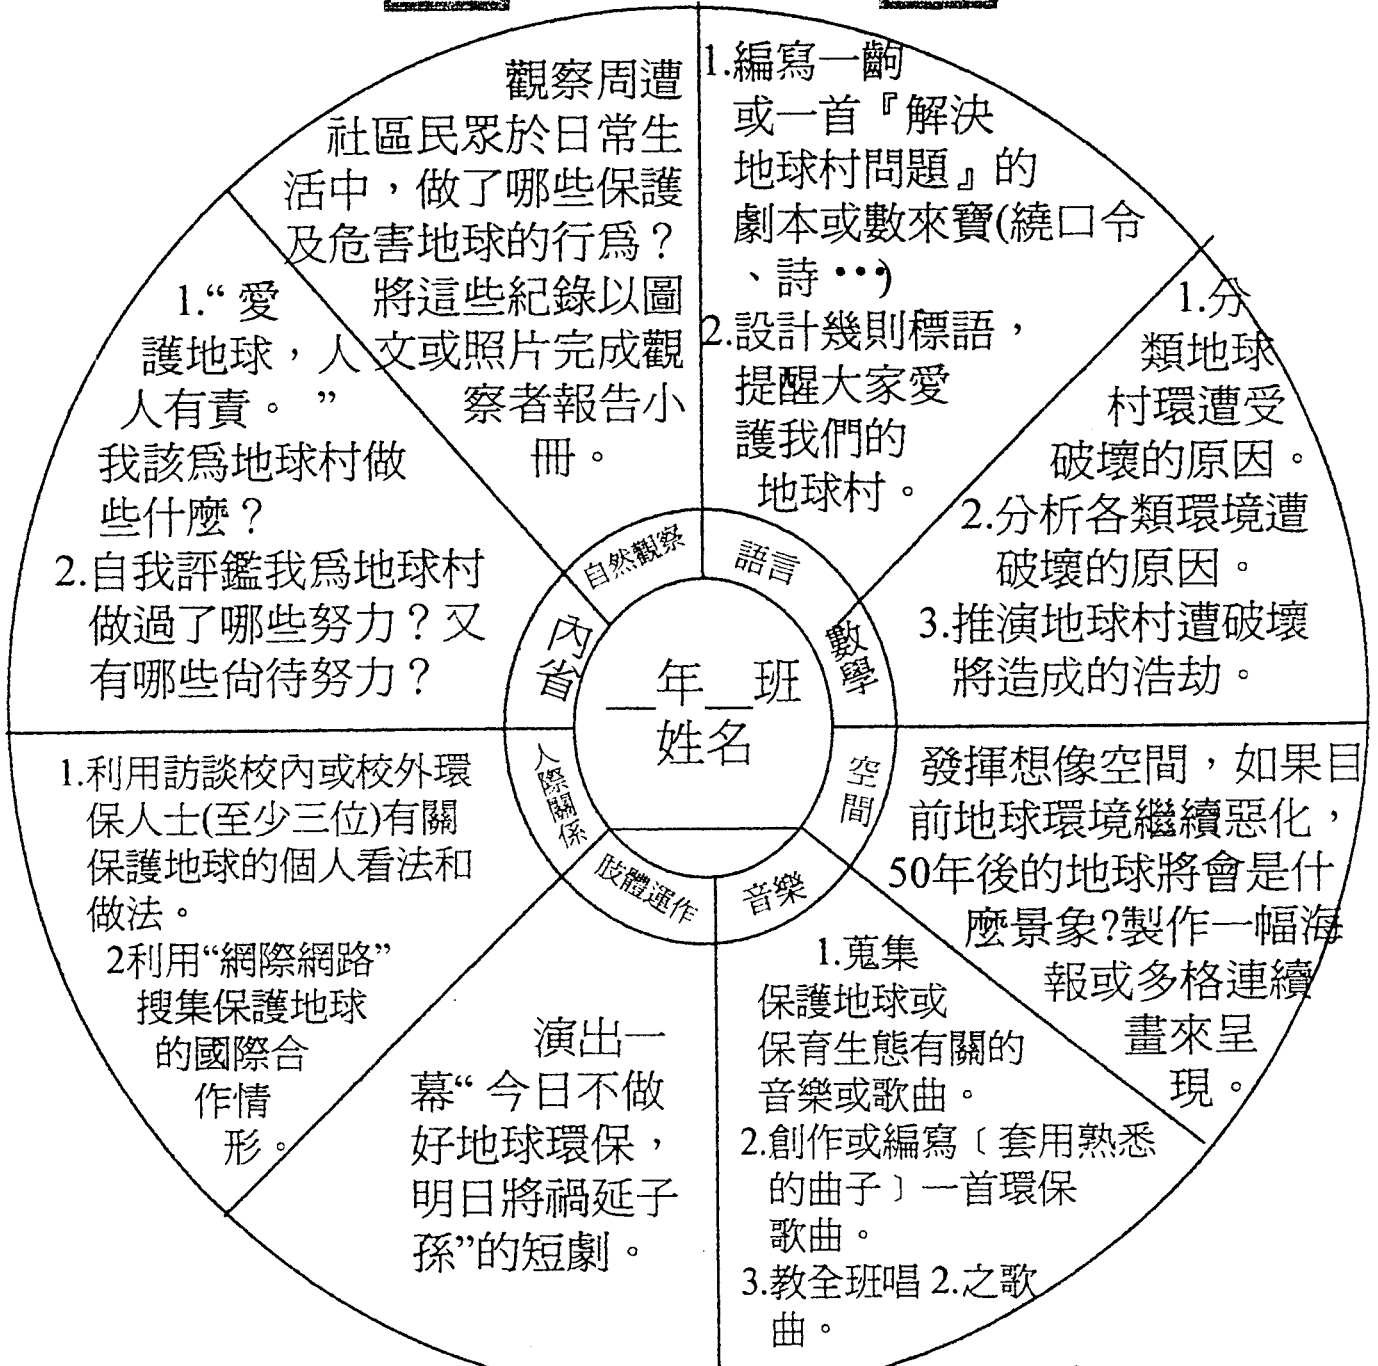 觀察周遭
社區民眾於日常生
活中，做了哪些保護
及危害地球的行為？
將這些紀錄以圖
文或照片完成觀
察者報告小
冊。
1.編寫一齣
或一首『解決
地球村問題』的
劇本或數來寶(繞口令
、詩…)
2.設計幾則標語，
提醒大家愛
護我們的
地球村。
1.分
類地球
村環遭受
破壞的原因。
2.分析各類環境遭
破壞的原因。
3.推演地球村遭破壞
將造成的浩劫。
發揮想像空間，如果目
前地球環境繼續惡化，
50年後的地球將會是什
麼景象?製作一幅海
報或多格連續
畫來呈
現。
1.蒐集
保護地球或
保育生態有關的
音樂或歌曲。
2.創作或編寫﹝套用熟悉
的曲子﹞一首環保
歌曲。
3.教全班唱 2.之歌
曲。
演出一
幕“ 今日不做
好地球環保，
明日將禍延子
孫”的短劇。
1.利用訪談校內或校外環
保人士(至少三位)有關
保護地球的個人看法和
做法。
2利用“網際網路”
搜集保護地球
的國際合
作情
形。
1.“ 愛
護地球，人
人有責。 ”
我該為地球村做
些什麼？
2.自我評鑑我為地球村
做過了哪些努力？又
有哪些尚待努力？
自然觀察
語言
數學
空間
音樂
肢體運作
人際關係
內省
__年__班
姓名